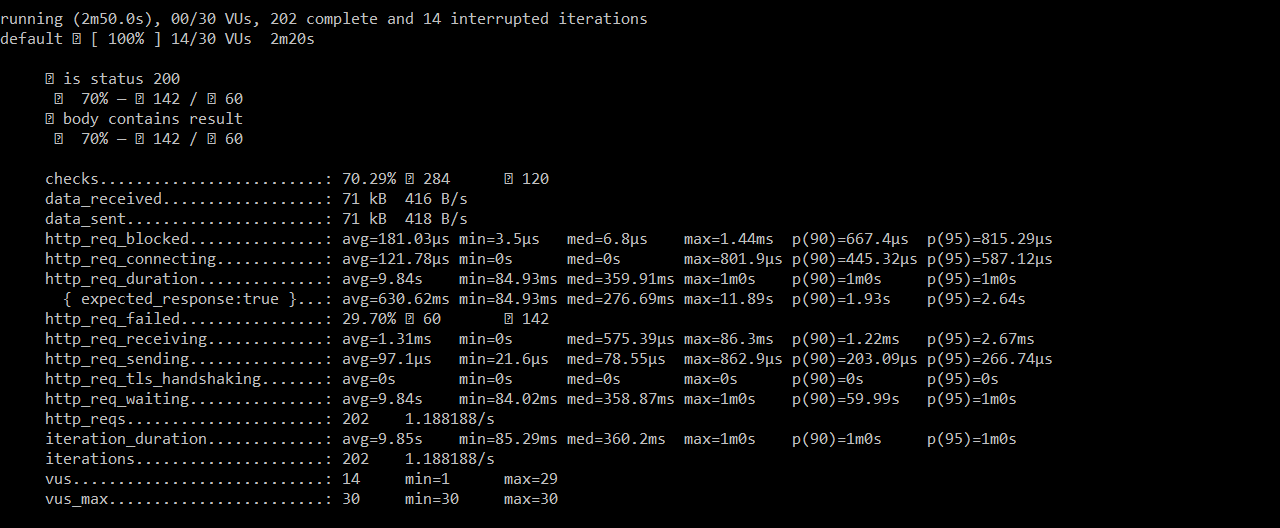 running (2m50.0s), 00/30 VUs, 202 complete and 14 interrupted iterations
default [ 100% ] 14/30 VUs  2m20s
is status 200
70% — 142 / 60
body contains result
70% — 142 / 60
checks.........................: 70.29% 284      120
data_received..................: 71 kB  416 B/s
data_sent......................: 71 kB  418 B/s
http_req_blocked...............: avg=181.03µs min=3.5µs   med=6.8µs    max=1.44ms  p(90)=667.4µs  p(95)=815.29µs
http_req_connecting............: avg=121.78µs min=0s      med=0s       max=801.9µs p(90)=445.32µs p(95)=587.12µs
http_req_duration..............: avg=9.84s    min=84.93ms med=359.91ms max=1m0s    p(90)=1m0s     p(95)=1m0s
{ expected_response:true }...: avg=630.62ms min=84.93ms med=276.69ms max=11.89s  p(90)=1.93s    p(95)=2.64s
http_req_failed................: 29.70% 60       142
http_req_receiving.............: avg=1.31ms   min=0s      med=575.39µs max=86.3ms  p(90)=1.22ms   p(95)=2.67ms
http_req_sending...............: avg=97.1µs   min=21.6µs  med=78.55µs  max=862.9µs p(90)=203.09µs p(95)=266.74µs
http_req_tls_handshaking.......: avg=0s       min=0s      med=0s       max=0s      p(90)=0s       p(95)=0s
http_req_waiting...............: avg=9.84s    min=84.02ms med=358.87ms max=1m0s    p(90)=59.99s   p(95)=1m0s
http_reqs......................: 202    1.188188/s
iteration_duration.............: avg=9.85s    min=85.29ms med=360.2ms  max=1m0s    p(90)=1m0s     p(95)=1m0s
iterations.....................: 202    1.188188/s
vus............................: 14     min=1      max=29
vus_max........................: 30     min=30     max=30